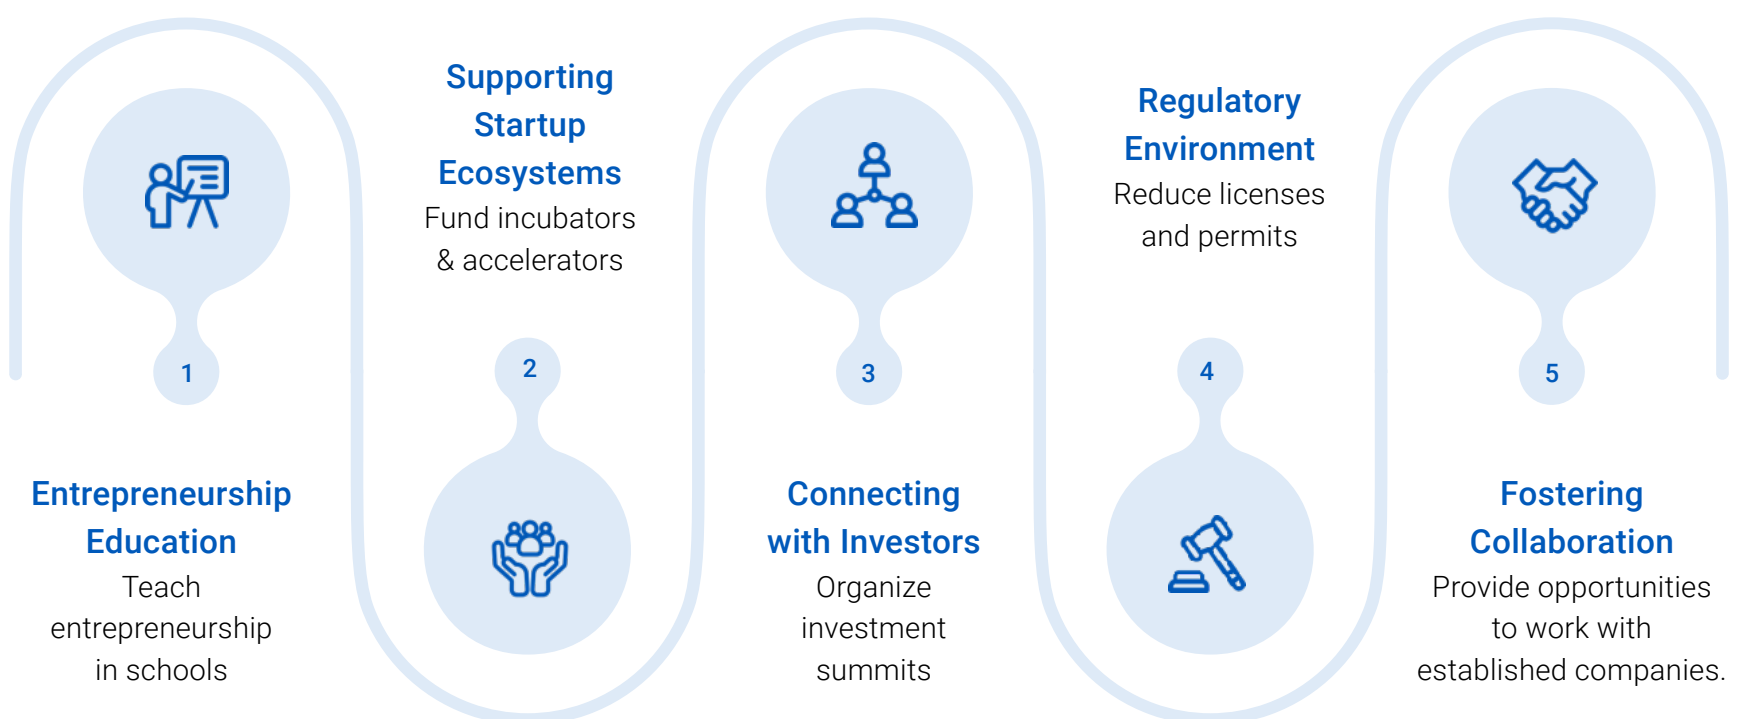 1
Entrepreneurship
Education
Teach
entrepreneurship
in schools
Supporting
Startup
Ecosystems
Fund incubators
& accelerators
2
3
Connecting
with Investors
Organize
investment
summits
Regulatory
Environment
Reduce licenses
and permits
4
5
Fostering
Collaboration
Provide opportunities
to work with
established companies.